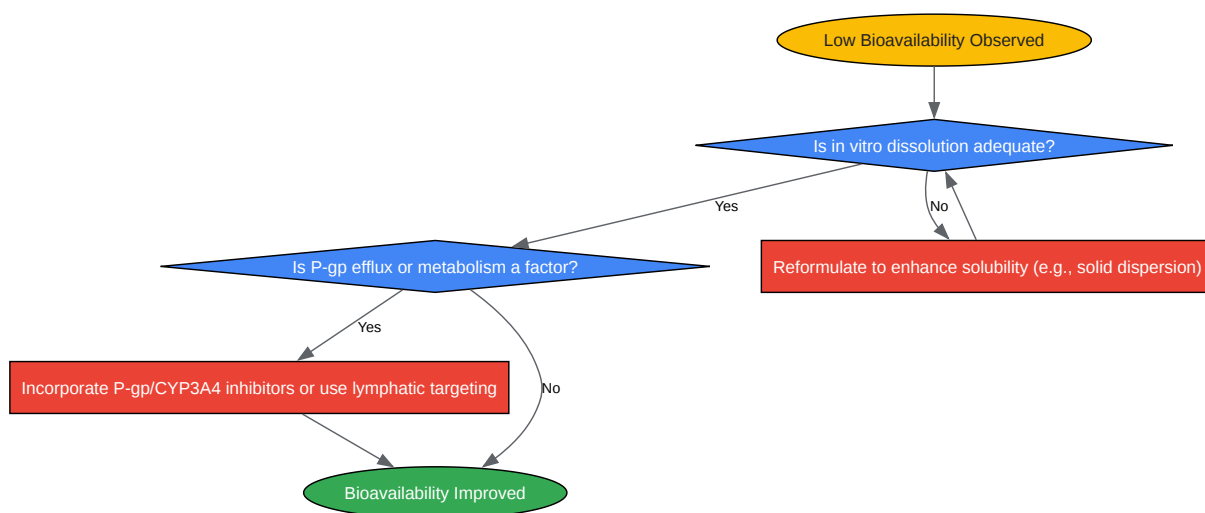 Low Bioavailability Observed
Is in vitro dissolution adequate?
Yes
No
Is P-gp efflux or metabolism a factor?
Reformulate to enhance solubility (e.g., solid dispersion)
Yes
Incorporate P-gp/CYP3A4 inhibitors or use lymphatic targeting
No
Bioavailability Improved